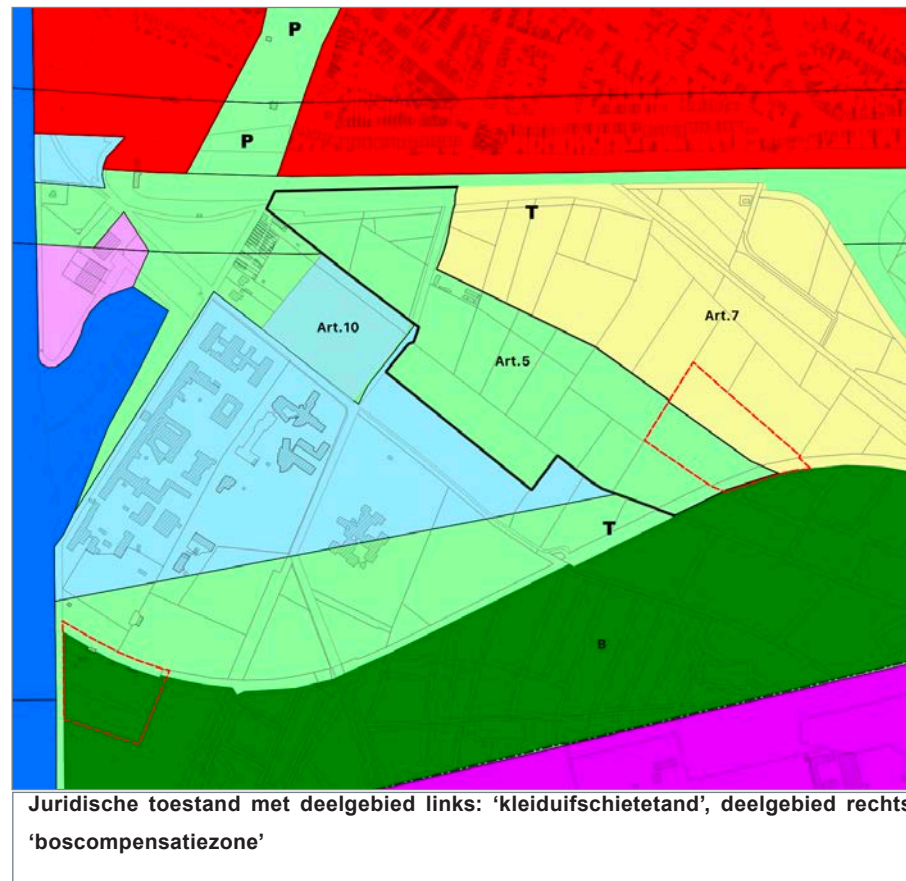 P
P
T
Art.10
Art.7
Art.5
T
B
Juridische toestand met deelgebied links: ‘kleiduifschietetand’, deelgebied rechts
‘boscompensatiezone’